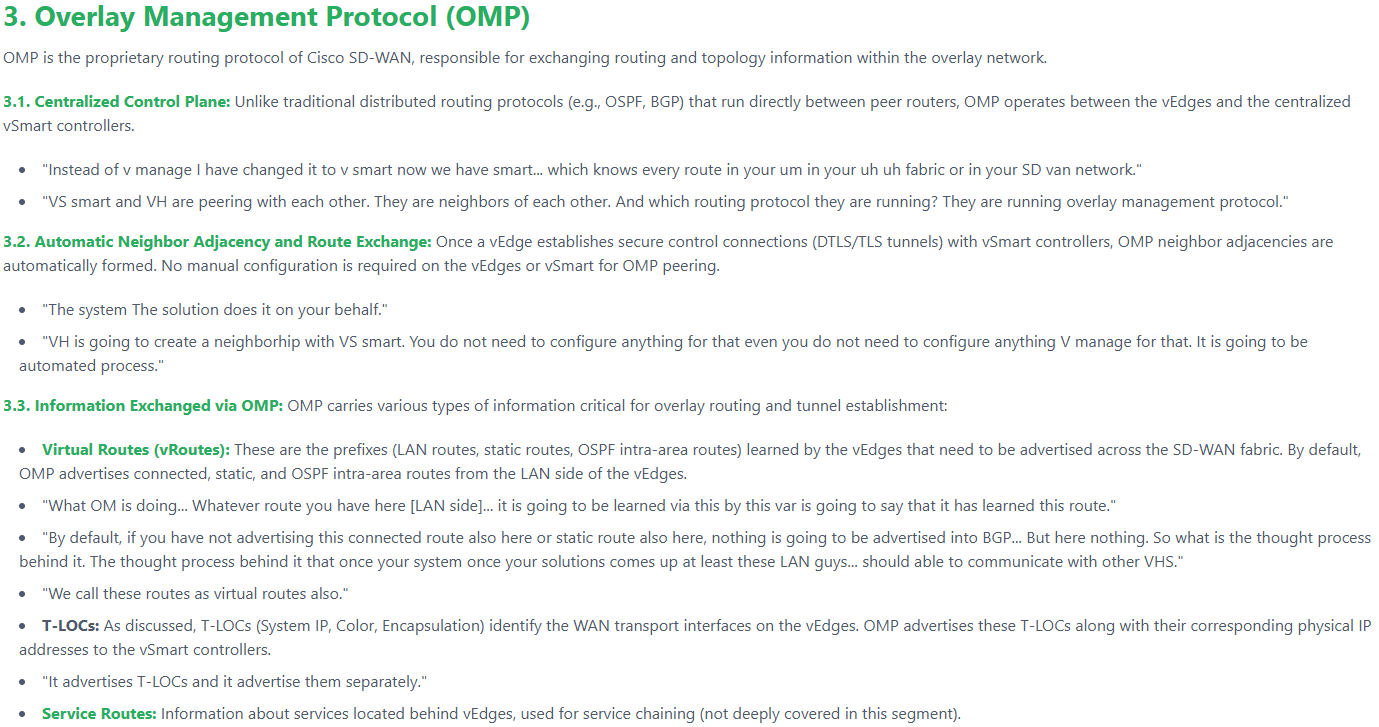 3. Overlay Management Protocol (OMP)
OMP is the proprietary routing protocol of Cisco SD-WAN, responsible for exchanging routing and topology information within the overlay network.
3.1. Centralized Control Plane: Unlike traditional distributed routing protocols (e.g., OSPF, BGP) that run directly between peer routers, OMP operates between the vEdges and the centralized
vSmart controllers.
• "Instead of v manage I have changed it to v smart now we have smart... which knows every route in your um in your uh uh fabric or in your SD van network."
• "VS smart and VH are peering with each other. They are neighbors of each other. And which routing protocol they are running? They are running overlay management protocol."
3.2. Automatic Neighbor Adjacency and Route Exchange: Once a vEdge establishes secure control connections (DTLS/TLS tunnels) with vSmart controllers, OMP neighbor adjacencies are
automatically formed. No manual configuration is required on the vEdges or vSmart for OMP peering.
• "The system The solution does it on your behalf."
• "VH is going to create a neighborhip with VS smart. You do not need to configure anything for that even you do not need to configure anything V manage for that. It is going to be
automated process."
3.3. Information Exchanged via OMP: OMP carries various types of information critical for overlay routing and tunnel establishment:
• Virtual Routes (vRoutes): These are the prefixes (LAN routes, static routes, OSPF intra-area routes) learned by the vEdges that need to be advertised across the SD-WAN fabric. By default,
OMP advertises connected, static, and OSPF intra-area routes from the LAN side of the vEdges.
• "What OM is doing... Whatever route you have here [LAN side]... it is going to be learned via this by this var is going to say that it has learned this route."
• "By default, if you have not advertising this connected route also here or static route also here, nothing is going to be advertised into BGP... But here nothing. So what is the thought process
behind it. The thought process behind it that once your system once your solutions comes up at least these LAN guys... should able to communicate with other VHS."
• "We call these routes as virtual routes also."
• T-LOCs: As discussed, T-LOCs (System IP, Color, Encapsulation) identify the WAN transport interfaces on the vEdges. OMP advertises these T-LOCs along with their corresponding physical IP
addresses to the vSmart controllers.
• "It advertises T-LOCs and it advertise them separately."
• Service Routes: Information about services located behind vEdges, used for service chaining (not deeply covered in this segment).